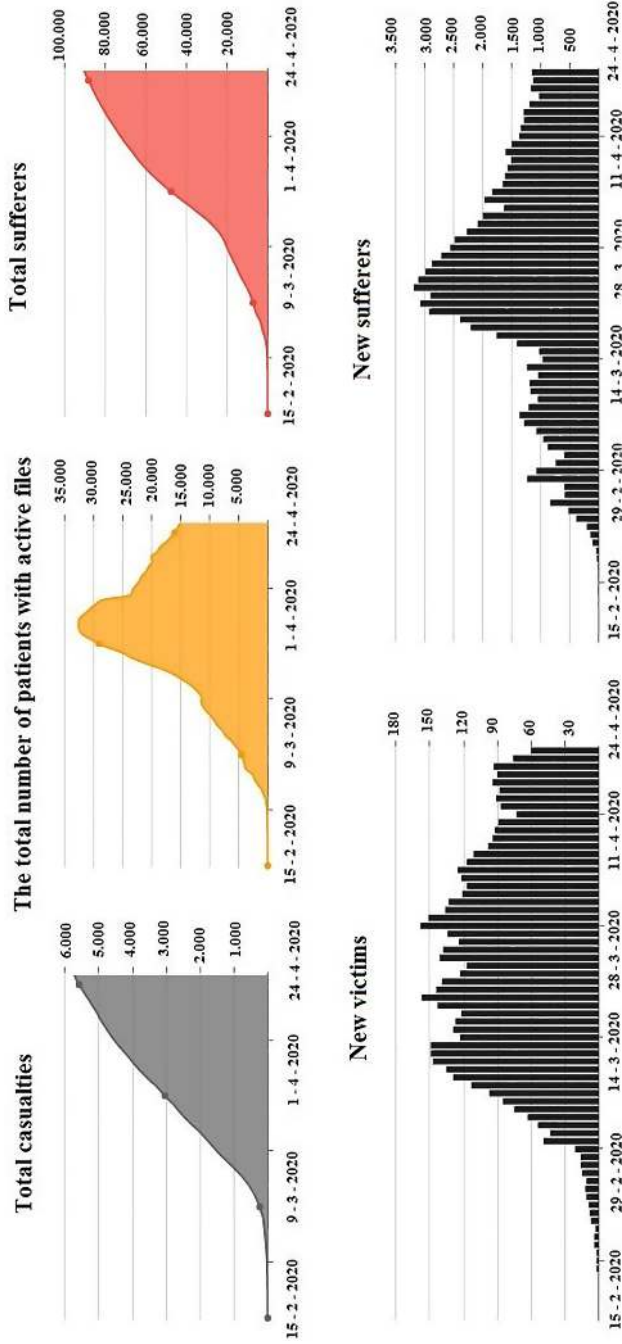 Total casualties
6.000
5.000
4.000
3.000
2.000
1.000
15 - 2 - 2020
9 - 3 - 2020
1 - 4 - 2020
24 - 4 - 2020
The total number of patients with active files
35.000
30.000
25.000
20.000
15.000
10.000
5.000
15 - 2 - 2020
9 - 3 - 2020
1 - 4 - 2020
24 - 4 - 2020
Total sufferers
100.000
80.000
60.000
40.000
20.000
15 - 2 - 2020
9 - 3 - 2020
1 - 4 - 2020
24 - 4 - 2020
New victims
180
150
120
90
60
30
15 - 2 - 2020
29 - 2 - 2020
14 - 3 - 2020
28 - 3 - 2020
11 - 4 - 2020
24 - 4 - 2020
New sufferers
3.500
3.000
2.500
2.000
1.500
1.000
500
15 - 2 - 2020
29 - 2 - 2020
14 - 3 - 2020
28 - 3 - 2020
11 - 4 - 2020
24 - 4 - 2020